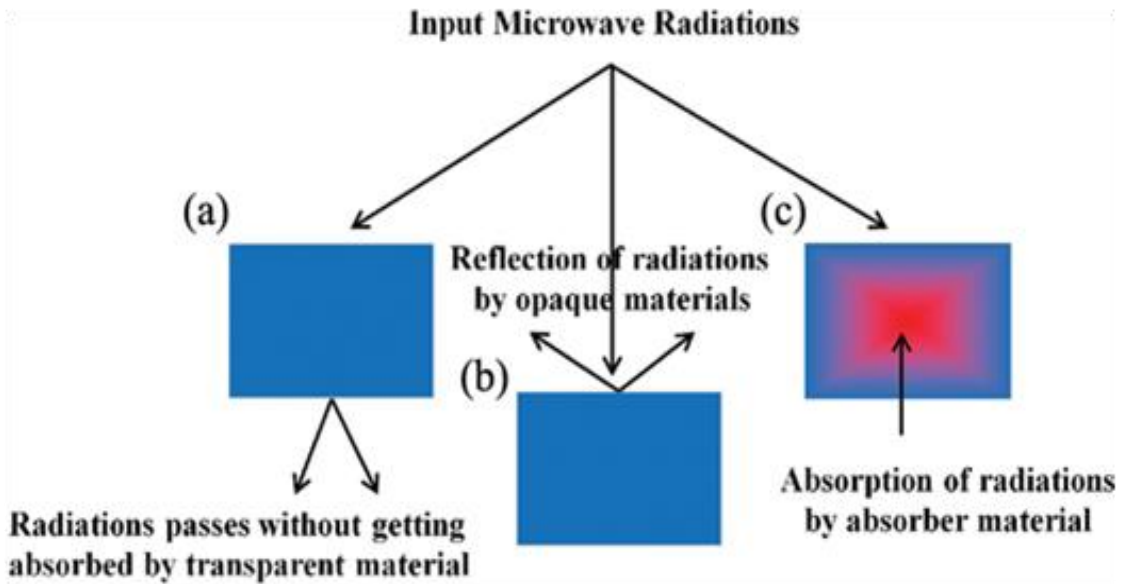 Input Microwave Radiations
(a)
(c)
Reflection of radiations
by opaque materials
(b)
Radiations passes without getting
absorbed by transparent material
Absorption of radiations
by absorber material